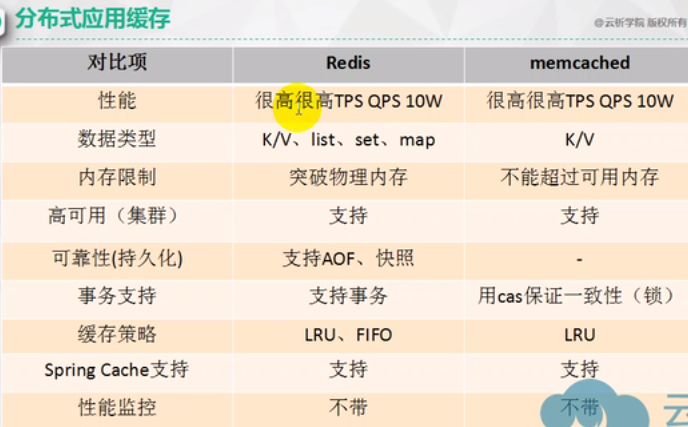 分布式应用缓存
@云析学院 版权所有
对比项 Redis memcached
性能 很高很高TPS QPS 10W 很高很高TPS QPS 10W
数据类型 K/V、list、set、map K/V
内存限制 突破物理内存 不能超过可用内存
高可用（集群） 支持 支持
可靠性(持久化) 支持AOF、快照 -
事务支持 支持事务 用cas保证一致性（锁）
缓存策略 LRU、FIFO LRU
Spring Cache支持 支持 支持
性能监控 不带 不带